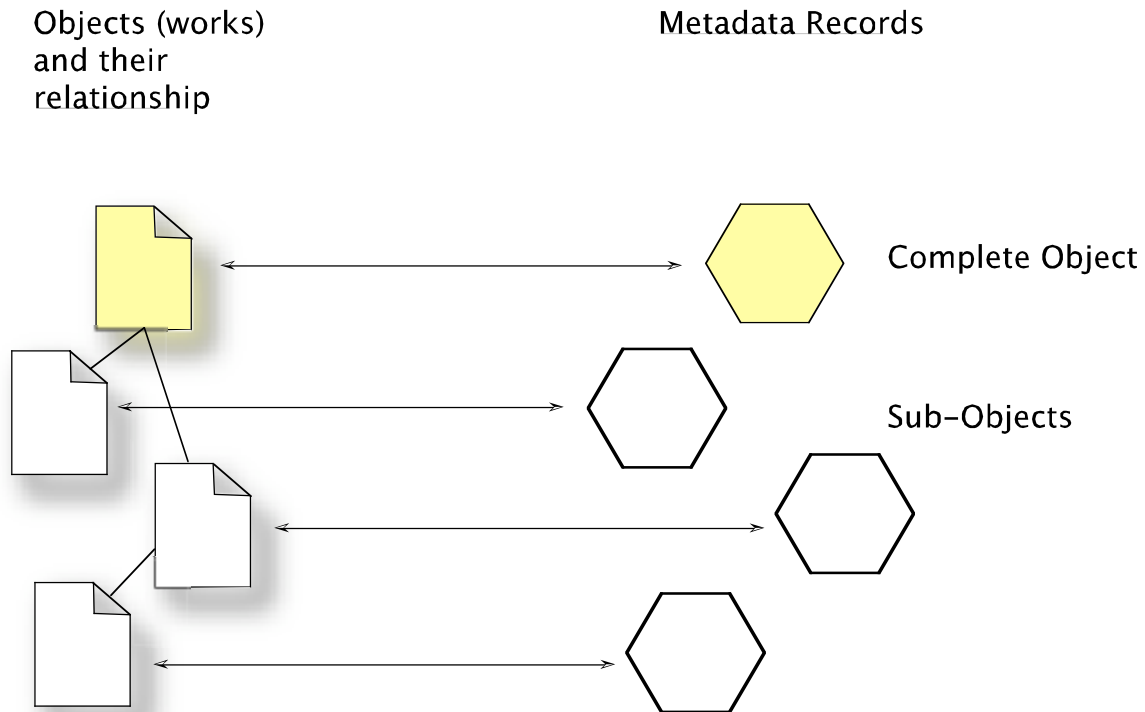 Objects (works)
and their
relationship
Metadata Records
Complete Object
Sub-Objects